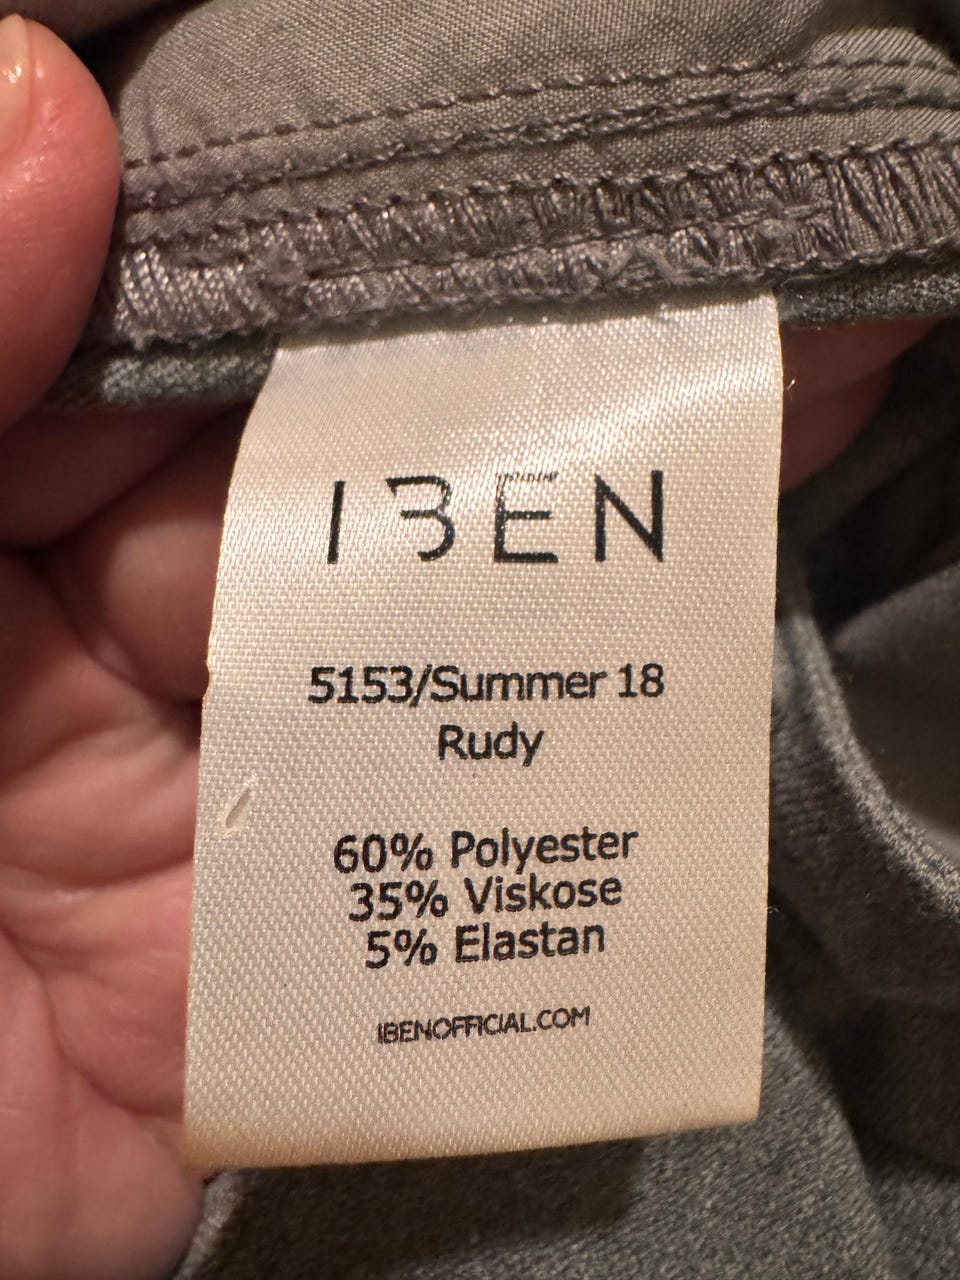 IBEN
5153/Summer 18
Rudy
60% Polyester
35% Viskose
5% Elastan
IBENOFFICIAL.COM